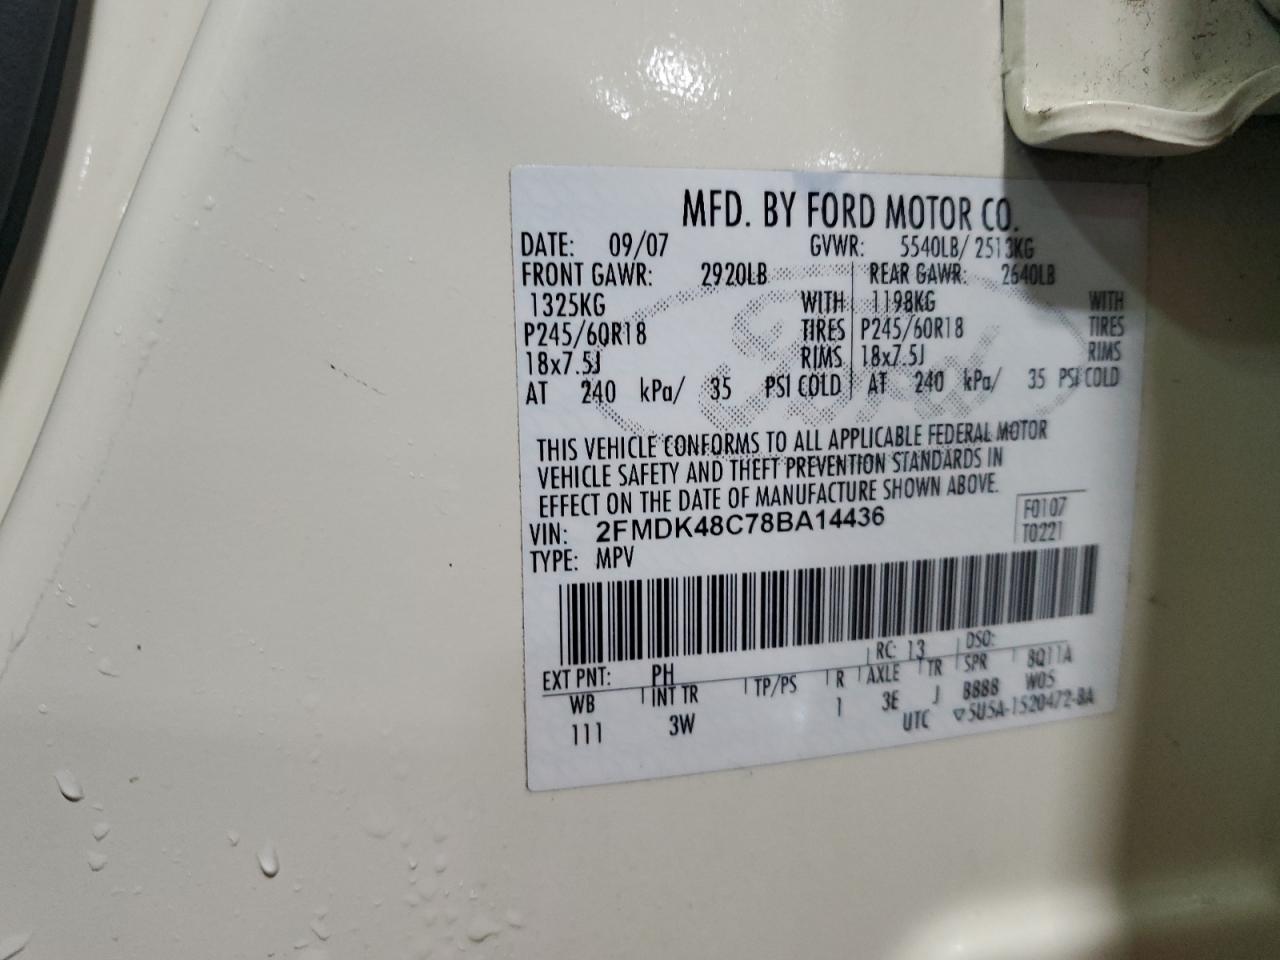 MFD. BY FORD MOTOR CO.
DATE: 09/07 GVWR: 5540LB/ 2513KG
FRONT GAWR: 2920LB REAR GAWR: 2640LB
1325KG WITH 1198KG WITH
P245/60R18 TIRES P245/60R18 TIRES
18x7.5J RIMS 18x7.5J RIMS
AT 240 kPa/ 35 PSI COLD AT 240 kPa/ 35 PSI COLD
THIS VEHICLE CONFORMS TO ALL APPLICABLE FEDERAL MOTOR
VEHICLE SAFETY AND THEFT PREVENTION STANDARDS IN
EFFECT ON THE DATE OF MANUFACTURE SHOWN ABOVE.
VIN: 2FMDK48C78BA14436 F0107
TYPE: MPV T0221
EXT PNT: PH RC: 13 DSO:
WB INT TR TP/PS R AXLE TR SPR 8Q11A
111 3W 1 3E J BBBB W05
UTC ▽5U5A-1520472-BA
Ford